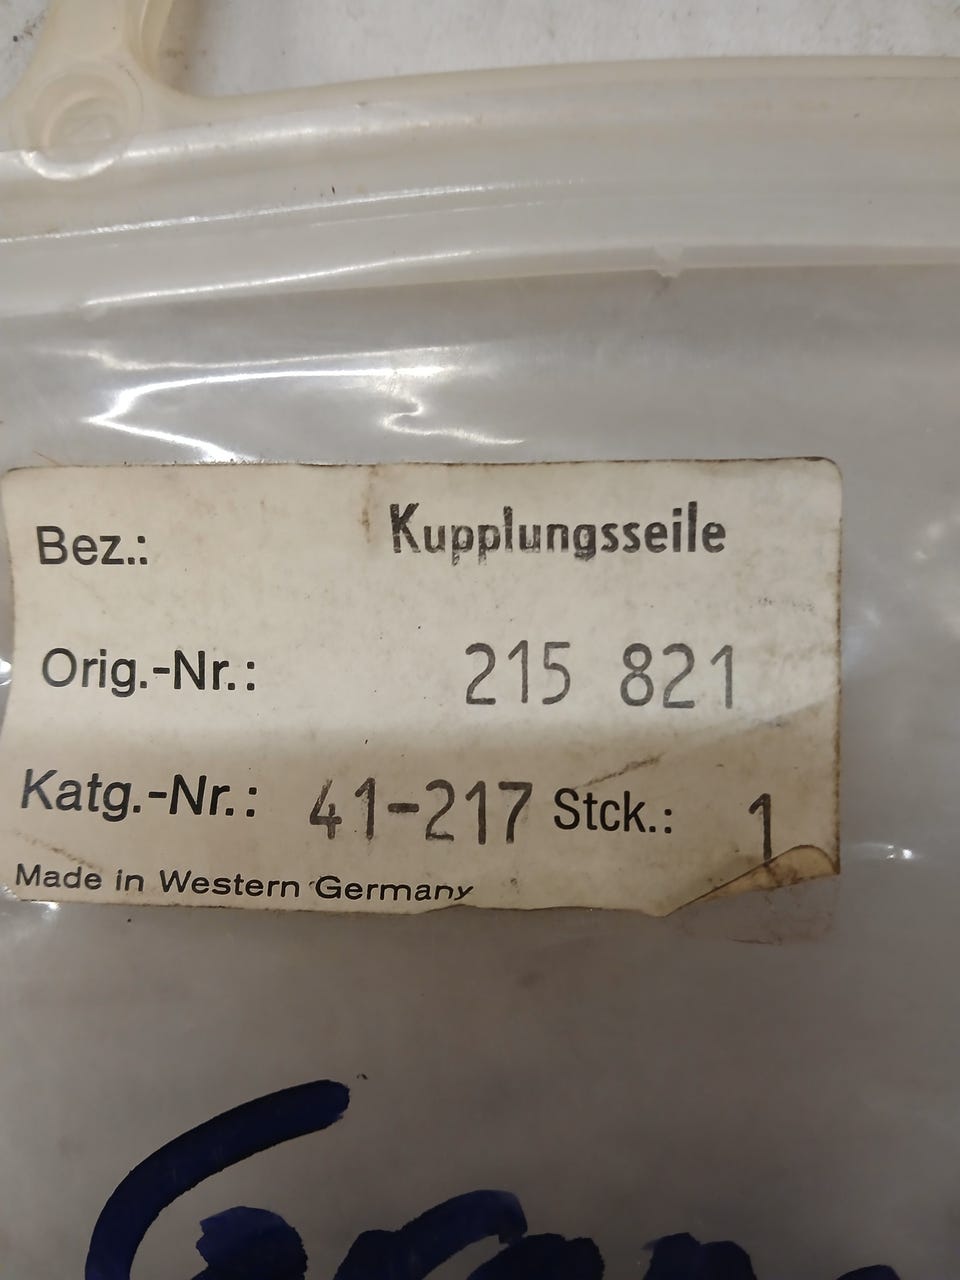 Bez.: Kupplungsseile
Orig.-Nr.: 215 821
Katg.-Nr.: 41-217 Stck.: 1
Made in Western Germany